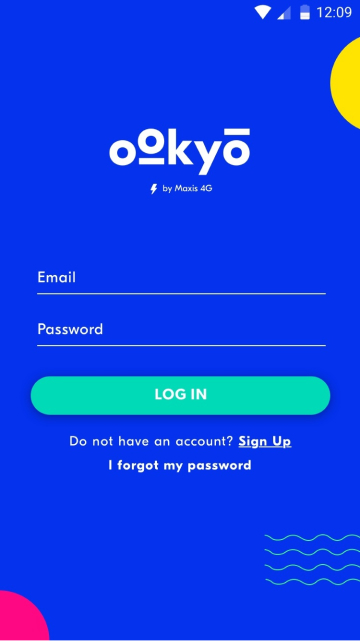 12:09
ookyō
by Maxis 4G
Email
Password
LOG IN
Do not have an account? Sign Up
I forgot my password